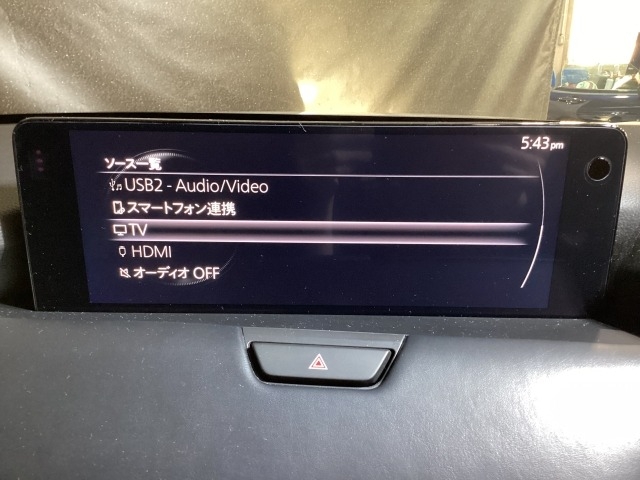 5:43pm
ソース一覧
USB2 - Audio/Video
スマートフォン連携
TV
HDMI
オーディオ OFF